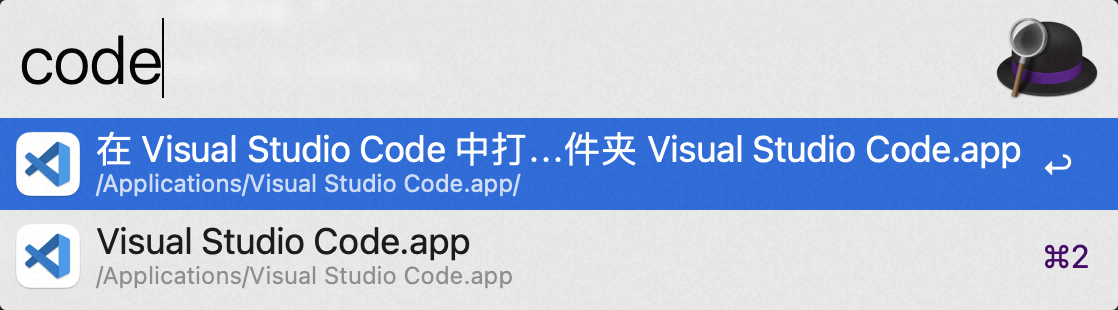 code
在 Visual Studio Code 中打…件夹 Visual Studio Code.app
/Applications/Visual Studio Code.app/
Visual Studio Code.app
⌘2
/Applications/Visual Studio Code.app